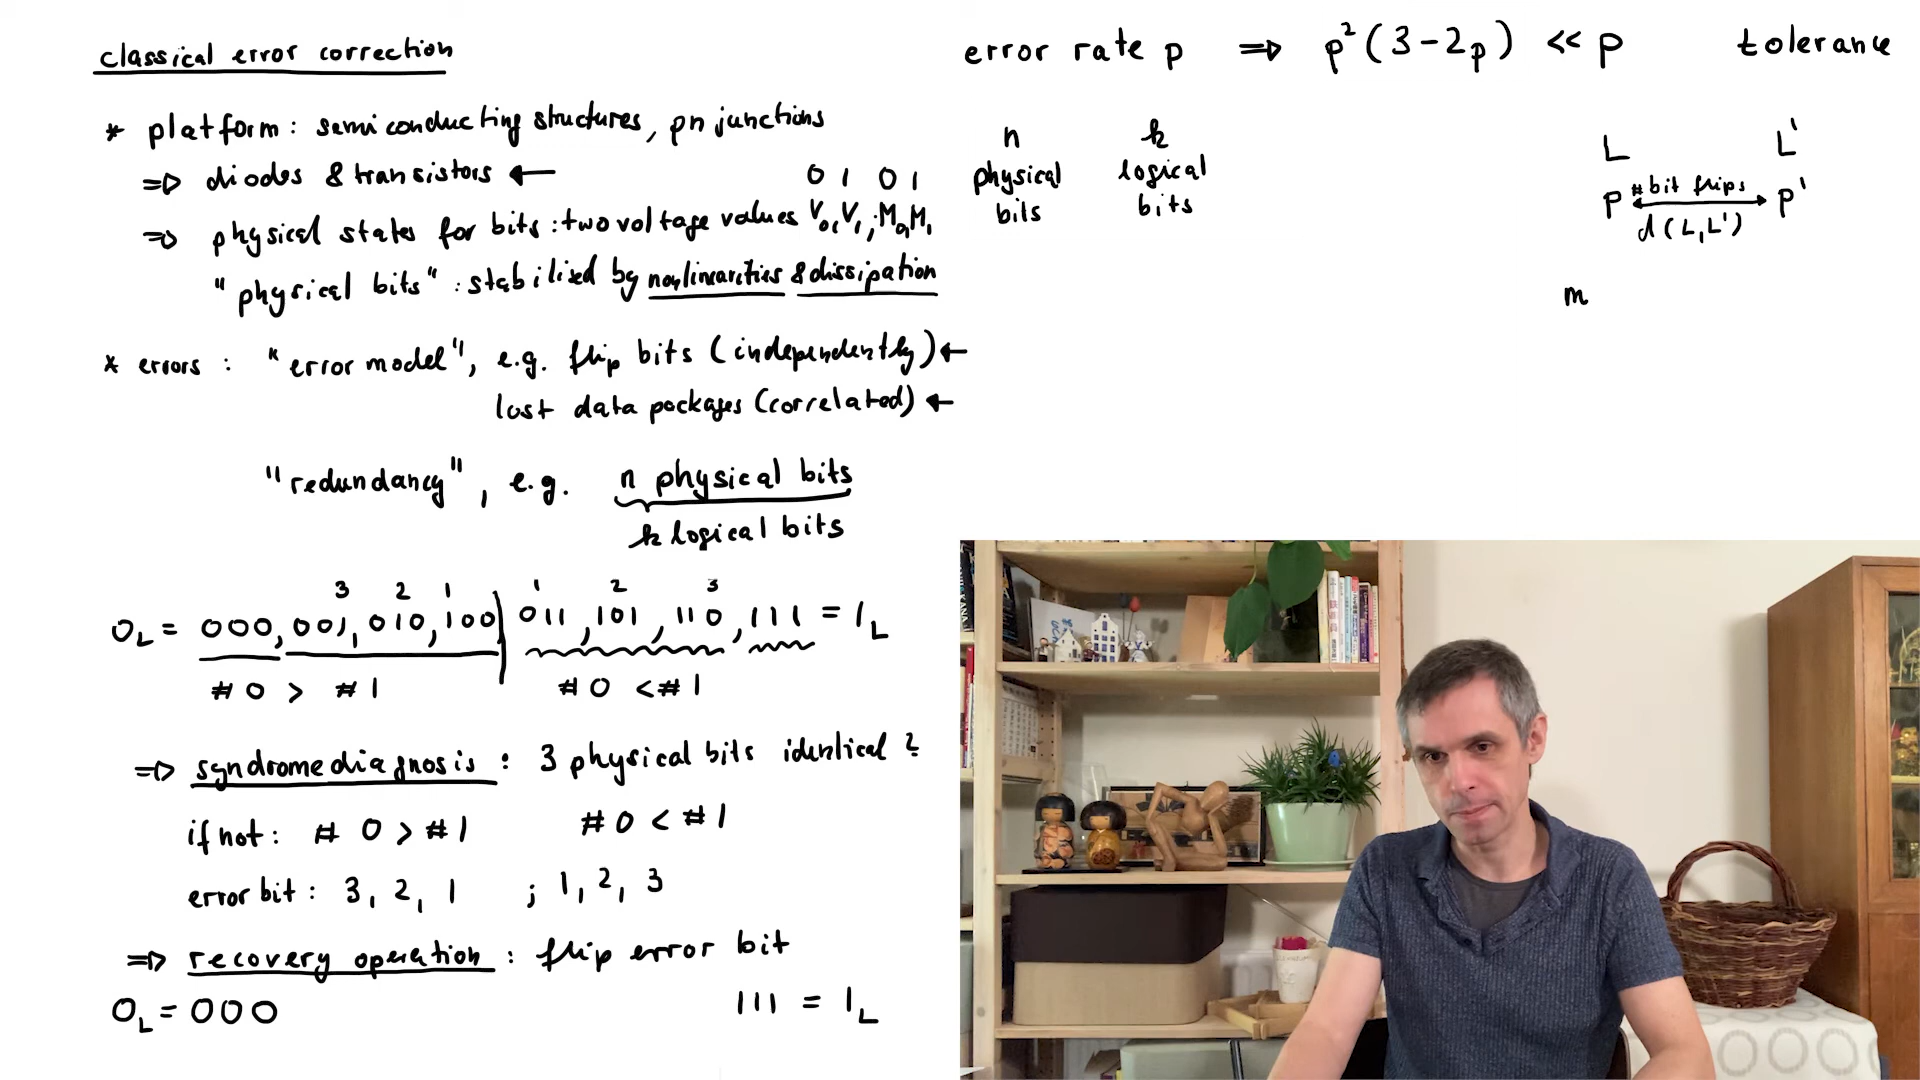 classical error correction
* platform: semiconducting structures, pn junctions
⇒ diodes & transistors ←
0 1 0 1
⇒ physical states for bits: two voltage values V0, V1; M0, M1
"physical bits": stabilized by nonlinearities & dissipation
* errors: "error model", e.g. flip bits (independently) ←
lost data packages (correlated) ←
"redundancy", e.g. n physical bits
k logical bits
3 2 1 1 2 3
0L = 000, 001, 010, 100 | 011, 101, 110, 111 = 1L
#0 > #1 #0 < #1
⇒ syndrome diagnosis: 3 physical bits identical?
if not: #0 > #1 #0 < #1
error bit: 3, 2, 1 ; 1, 2, 3
⇒ recovery operation: flip error bit
0L = 000 111 = 1L
error rate p ⇒ p²(3-2p) << p tolerance
n k
physical logical
bits bits
L L'
P #bit flips P'
d(L,L')
m